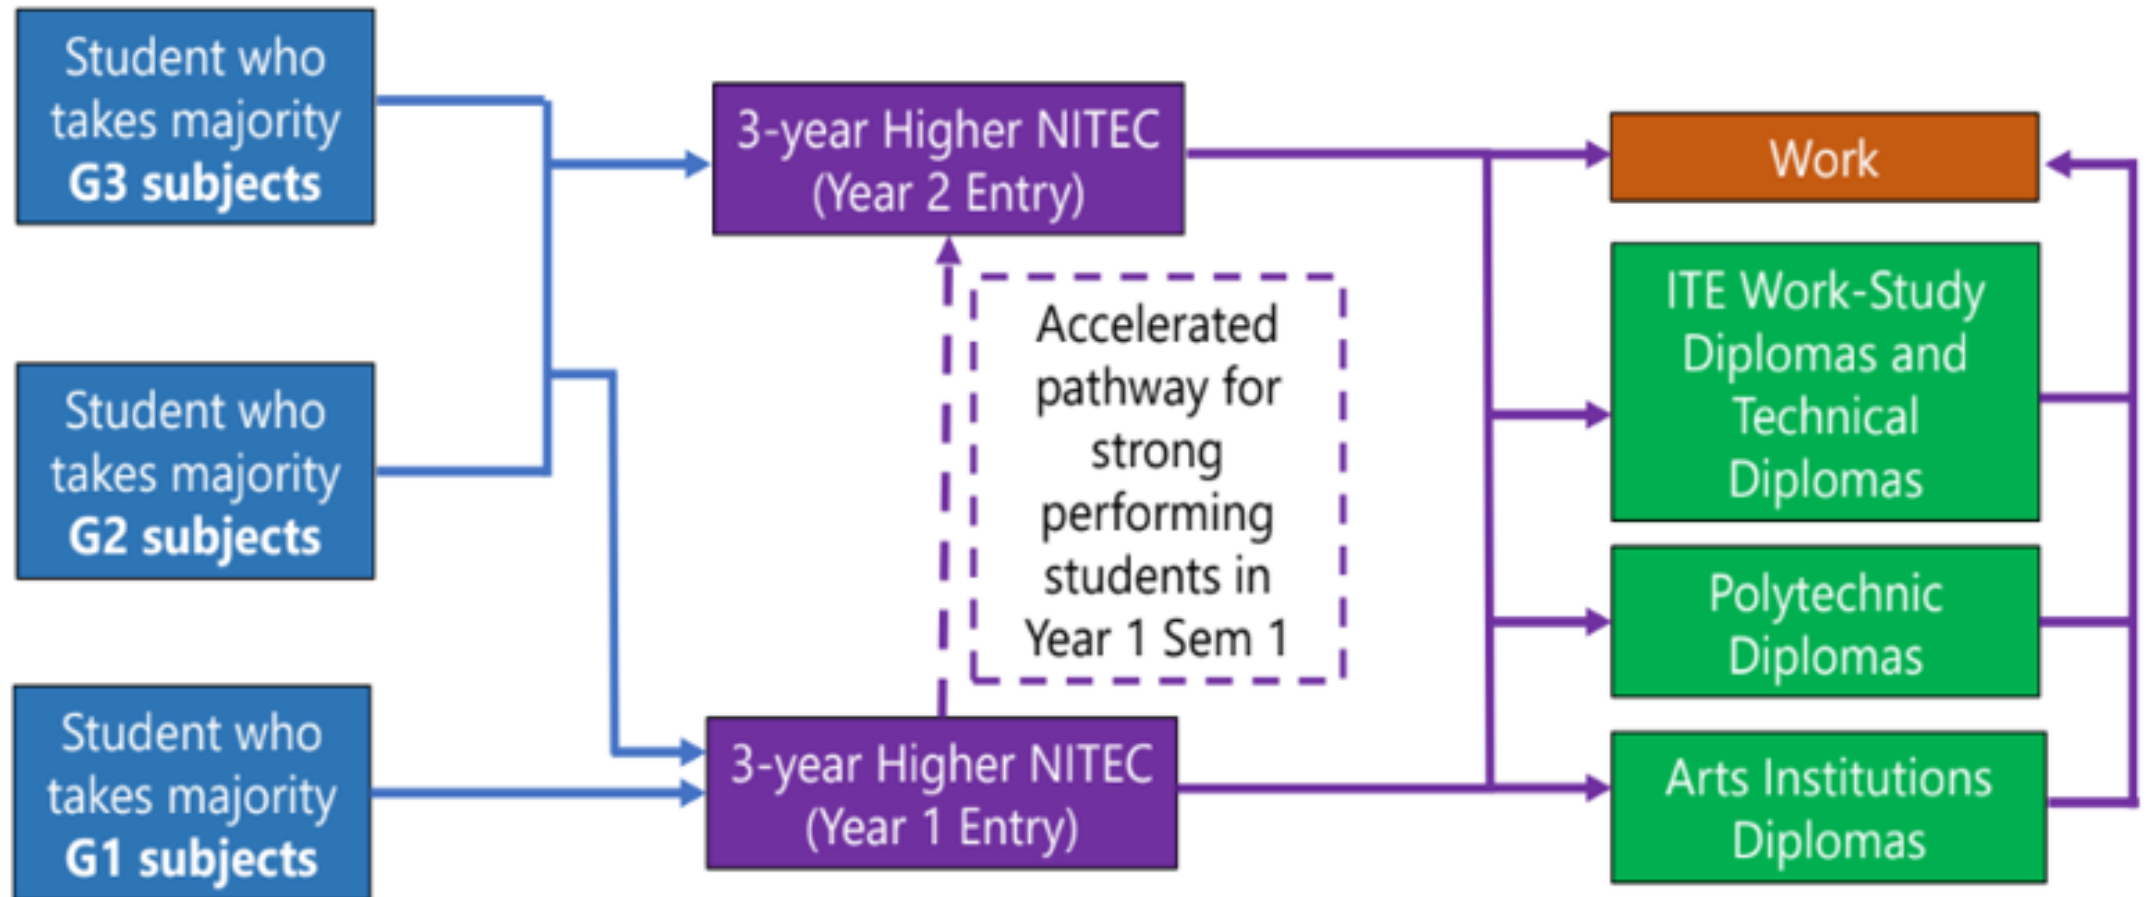 Student who
takes majority
G3 subjects
Student who
takes majority
G2 subjects
Student who
takes majority
G1 subjects
3-year Higher NITEC
(Year 2 Entry)
Accelerated
pathway for
strong
performing
students in
Year 1 Sem 1
3-year Higher NITEC
(Year 1 Entry)
Work
ITE Work-Study
Diplomas and
Technical
Diplomas
Polytechnic
Diplomas
Arts Institutions
Diplomas